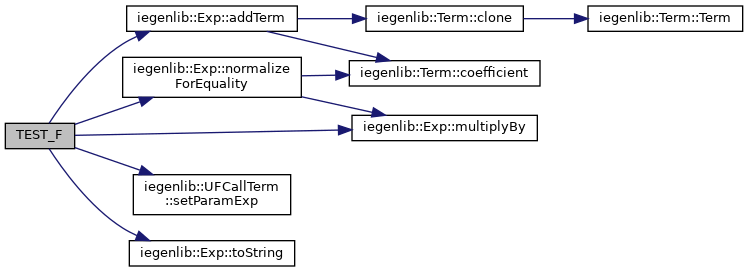 iegenlib::Exp::addTerm
iegenlib::Term::clone
iegenlib::Term::Term
iegenlib::Exp::normalize
ForEquality
iegenlib::Term::coefficient
TEST_F
iegenlib::Exp::multiplyBy
iegenlib::UFCallTerm
::setParamExp
iegenlib::Exp::toString